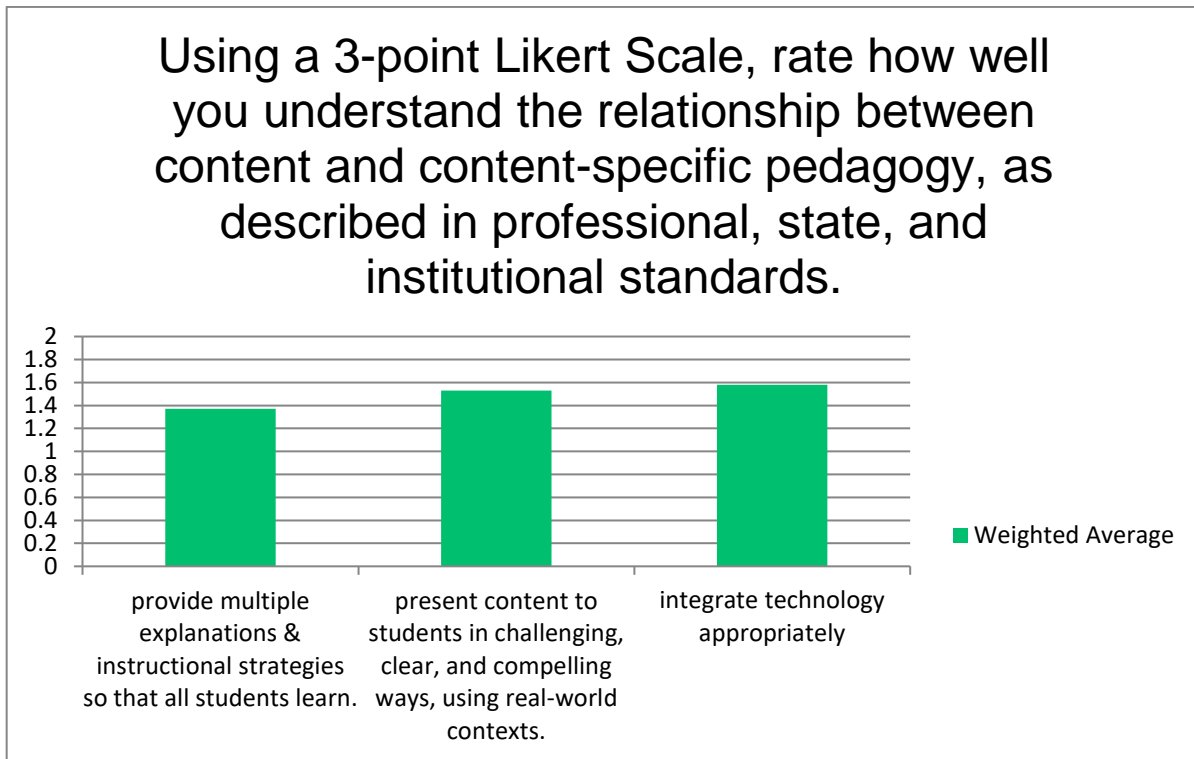 Using a 3-point Likert Scale, rate how well
you understand the relationship between
content and content-specific pedagogy, as
described in professional, state, and
institutional standards.
2
1.8
1.6
1.4
1.2
1
0.8
0.6
0.4
0.2
0
provide multiple
explanations &
instructional strategies
so that all students learn.
present content to
students in challenging,
clear, and compelling
ways, using real-world
contexts.
integrate technology
appropriately
Weighted Average